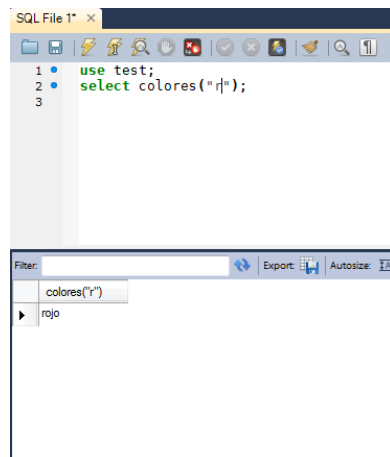 SQL File 1*
1 use test;
2 select colores("r");
3
Filter: Export: Autosize:
colores("r")
rojo